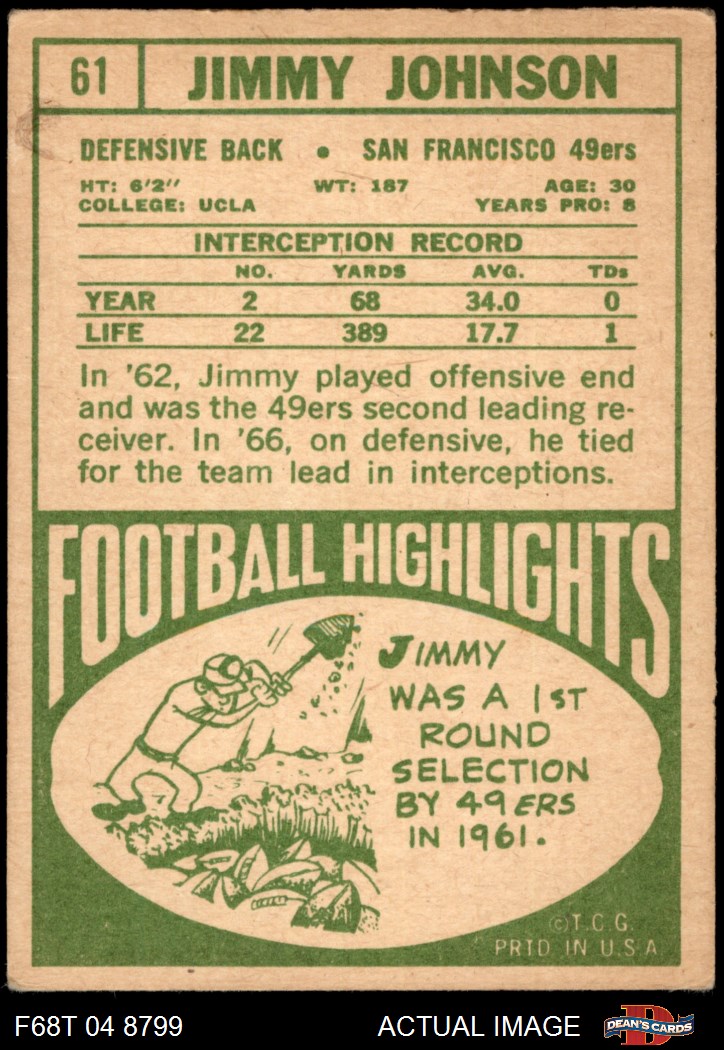 61 JIMMY JOHNSON
DEFENSIVE BACK • SAN FRANCISCO 49ers
HT: 6'2" WT: 187 AGE: 30
COLLEGE: UCLA YEARS PRO: 8
INTERCEPTION RECORD
NO. YARDS AVG. TDs
YEAR 2 68 34.0 0
LIFE 22 389 17.7 1
In '62, Jimmy played offensive end
and was the 49ers second leading re-
ceiver. In '66, on defensive, he tied
for the team lead in interceptions.
FOOTBALL HIGHLIGHTS
JIMMY
WAS A 1ST
ROUND
SELECTION
BY 49ERS
IN 1961.
©T.C.G.
PRTD IN U.S.A.
F68T 04 8799 ACTUAL IMAGE D DEAN'S CARDS